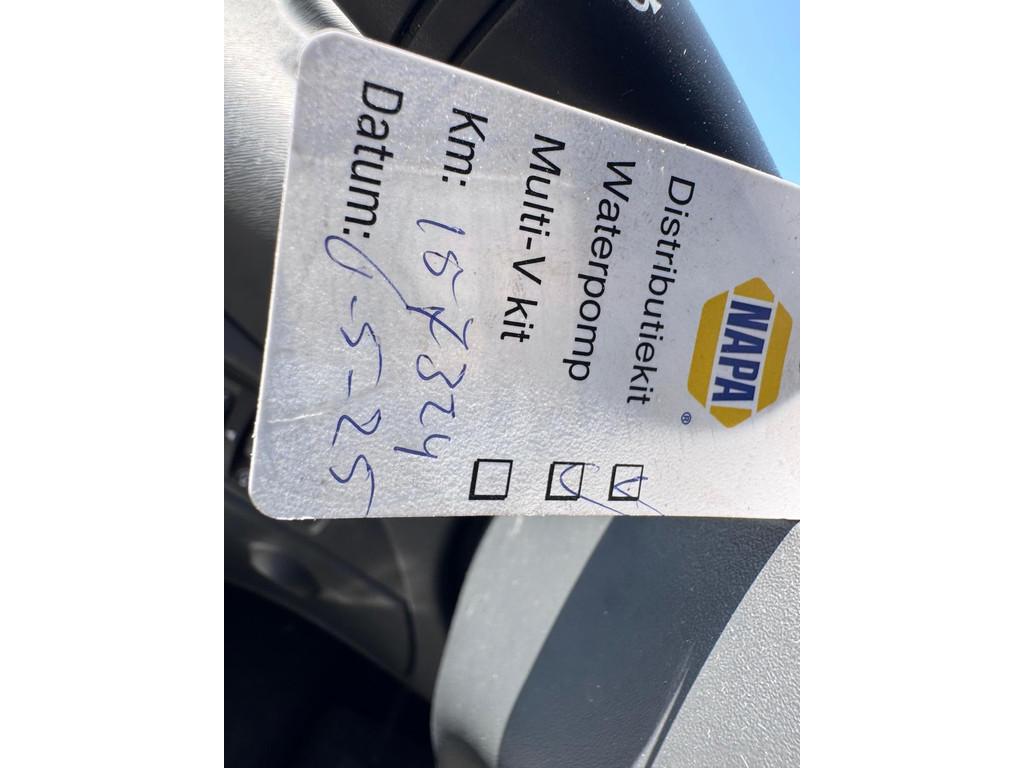 NAPA®
Distributiekit
Waterpomp
Multi-V kit
Km: 187324
Datum: 6-5-25